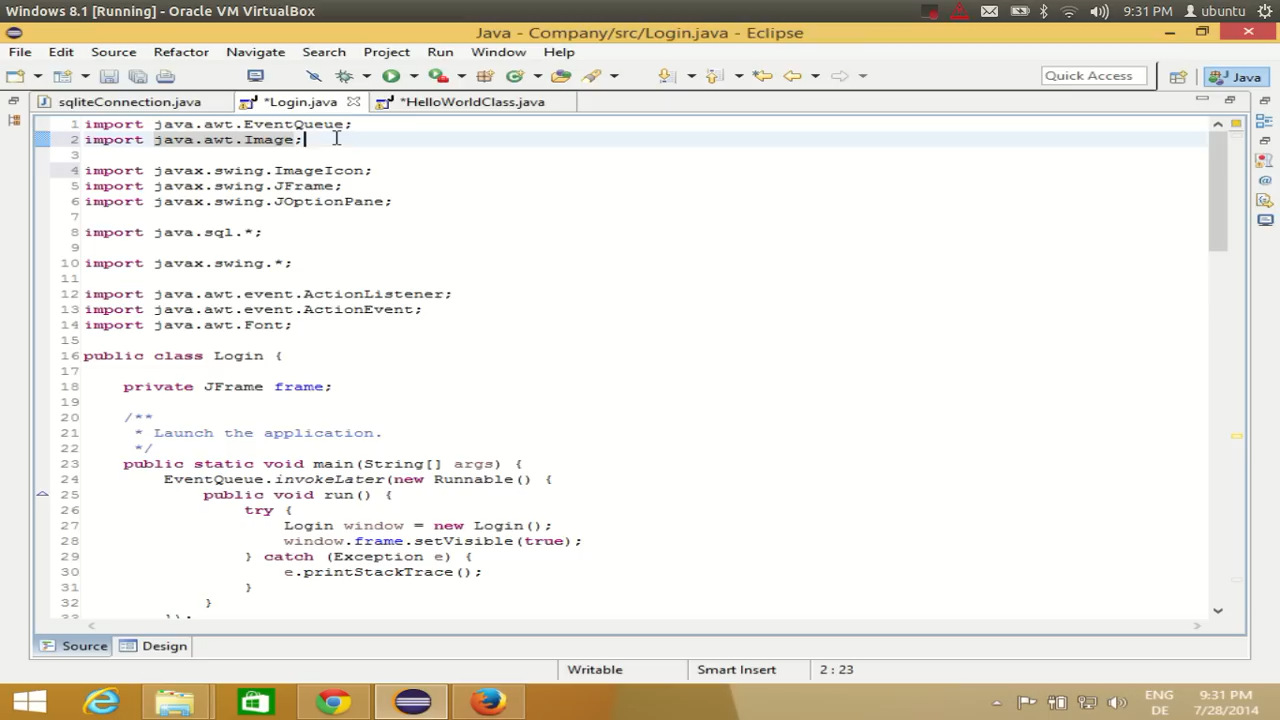 Windows 8.1 [Running] - Oracle VM VirtualBox
9:31 PM ubuntu
Java - Company/src/Login.java - Eclipse
File Edit Source Refactor Navigate Search Project Run Window Help
Quick Access Java
sqliteConnection.java *Login.java *HelloWorldClass.java
1 import java.awt.EventQueue;
2 import java.awt.Image;
3
4 import javax.swing.ImageIcon;
5 import javax.swing.JFrame;
6 import javax.swing.JOptionPane;
7
8 import java.sql.*;
9
10 import javax.swing.*;
11
12 import java.awt.event.ActionListener;
13 import java.awt.event.ActionEvent;
14 import java.awt.Font;
15
16 public class Login {
17
18 private JFrame frame;
19
20 /**
21 * Launch the application.
22 */
23 public static void main(String[] args) {
24 EventQueue.invokeLater(new Runnable() {
25 public void run() {
26 try {
27 Login window = new Login();
28 window.frame.setVisible(true);
29 } catch (Exception e) {
30 e.printStackTrace();
31 }
32 }
33 });
Source Design
Writable Smart Insert 2 : 23
ENG 9:31 PM
DE 7/28/2014